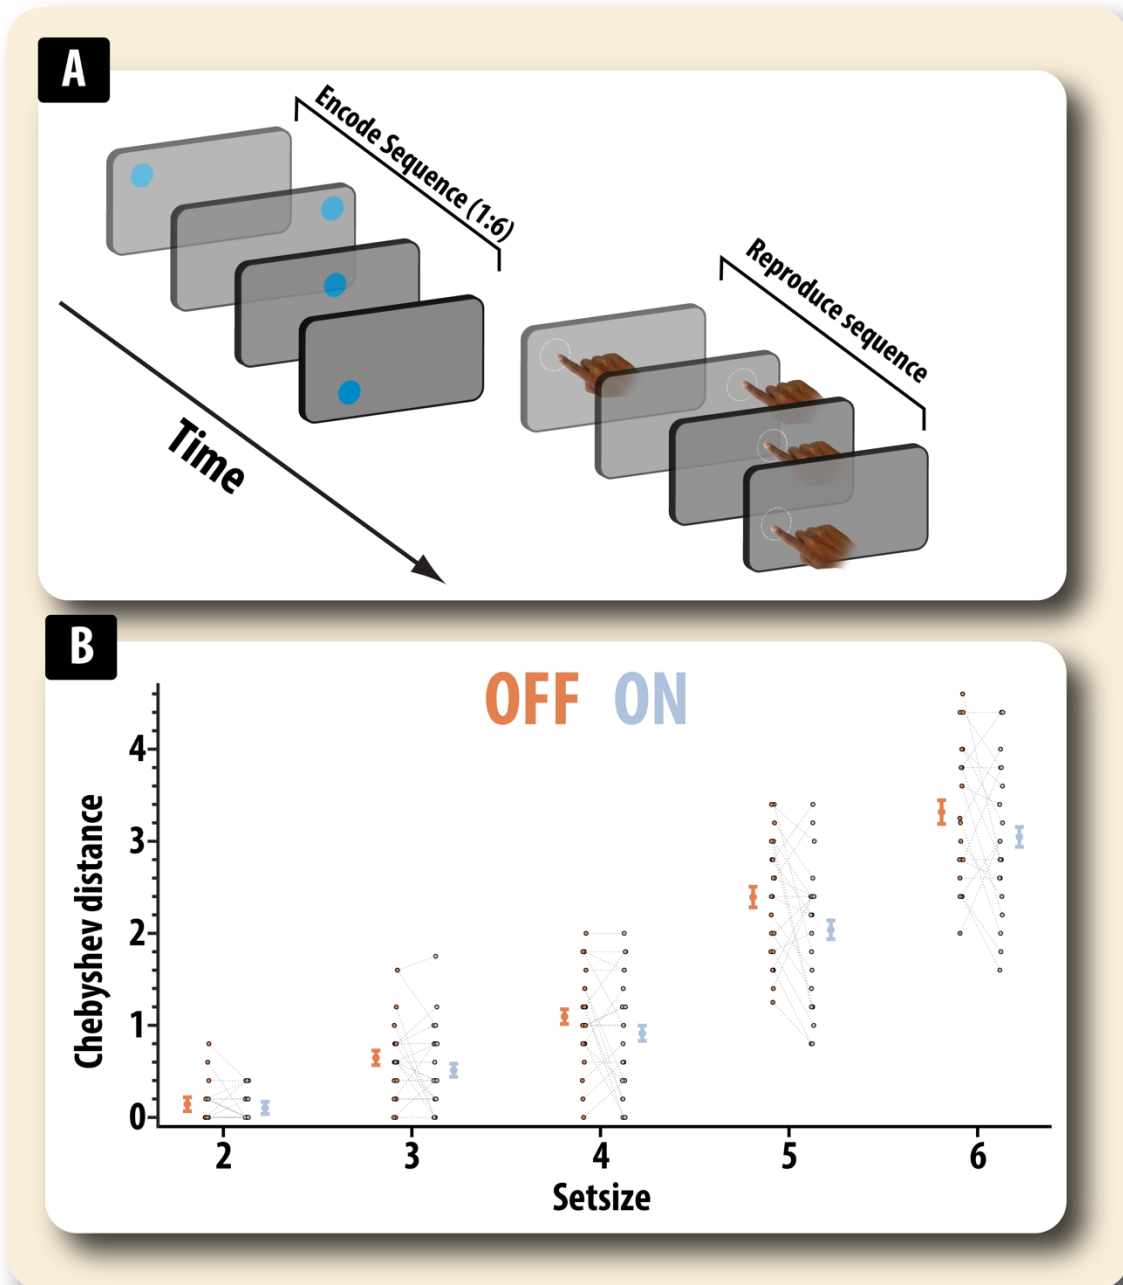 A
Encode Sequence (1:6)
Reproduce sequence
Time
B
OFF ON
Chebyshev distance
4
3
2
1
0
2 3 4 5 6
Setsize